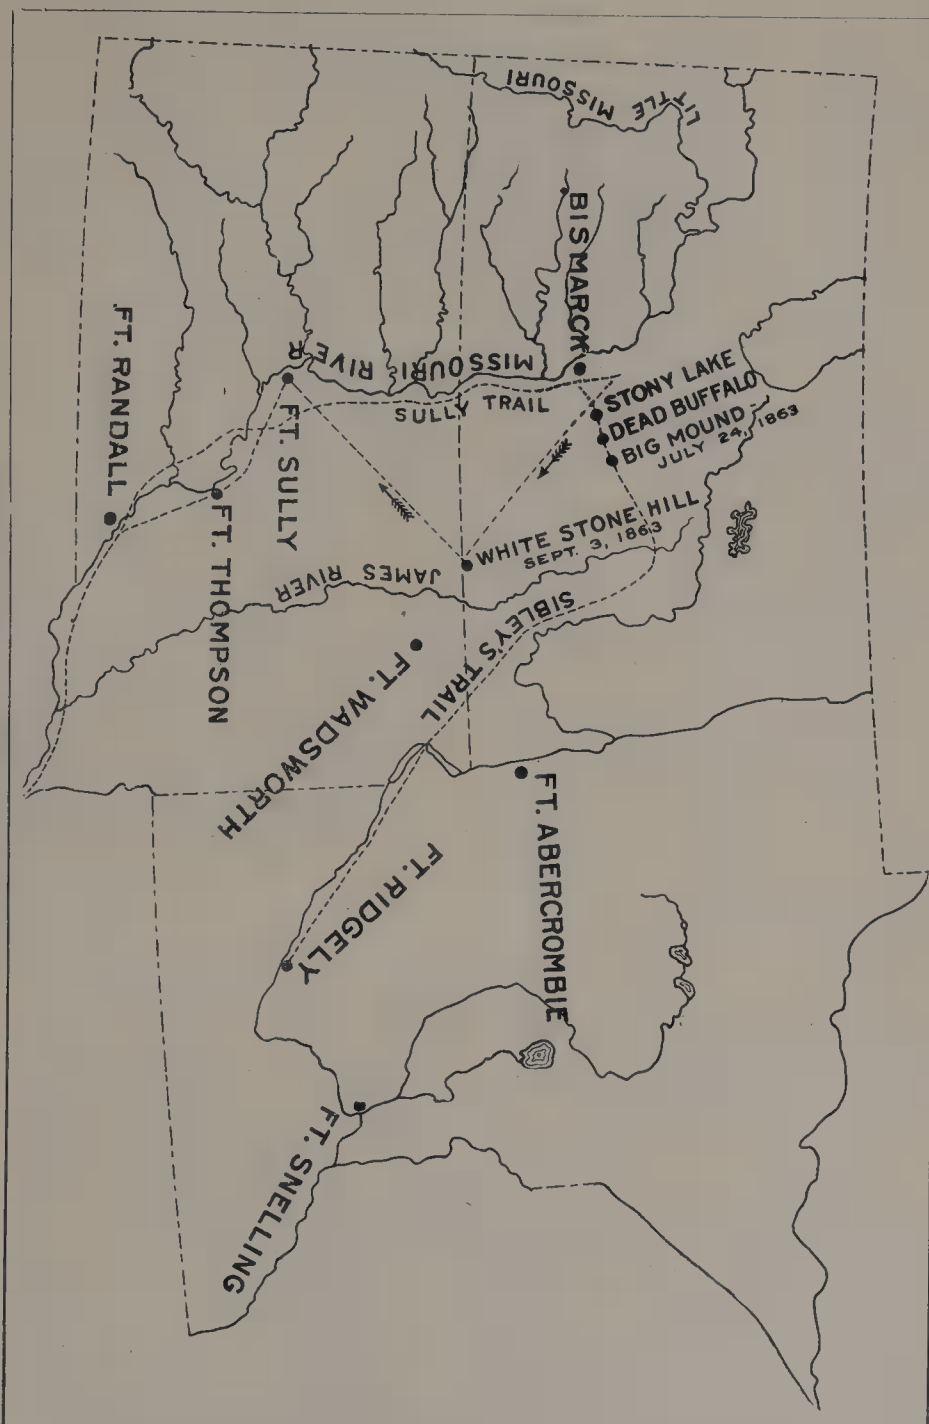 LITTLE MISSOURI
BISMARCK
MISSOURI RIVER
SULLY TRAIL
STONY LAKE
DEAD BUFFALO
BIG MOUND
JULY 24, 1863
WHITE STONE HILL
SEPT. 3, 1863
JAMES RIVER
SIBLEY'S TRAIL
FT. RANDALL
FT. SULLY
FT. THOMPSON
FT. WADSWORTH
FT. ABERCROMBIE
FT. RIDGELY
FT. SNELLING